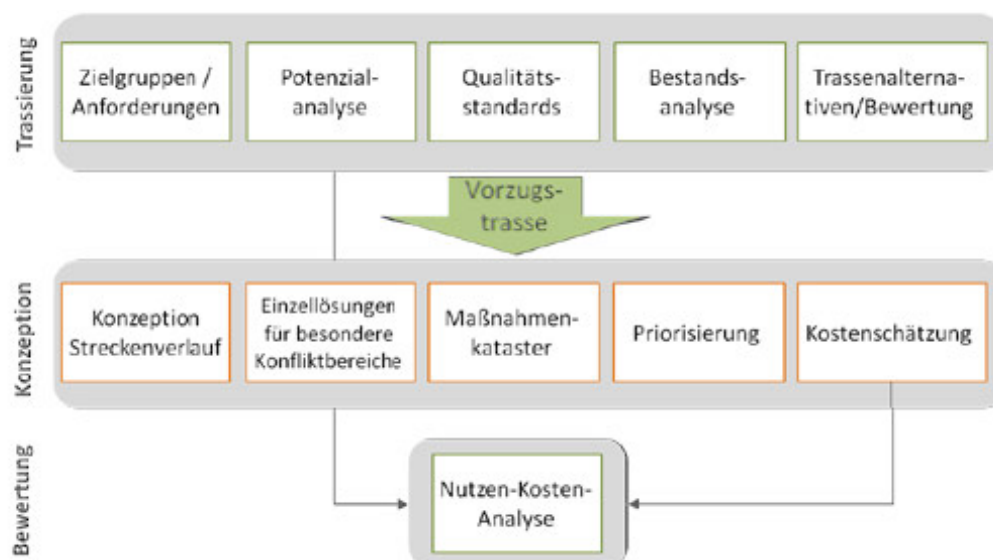 Trassierung
Zielgruppen /
Anforderungen
Potenzial-
analyse
Qualitäts-
standards
Bestands-
analyse
Trassenalterna-
tiven/Bewertung
Vorzugs-
trasse
Konzeption
Konzeption
Streckenverlauf
Einzellösungen
für besondere
Konfliktbereiche
Maßnahmen-
kataster
Priorisierung
Kostenschätzung
Bewertung
Nutzen-Kosten-
Analyse